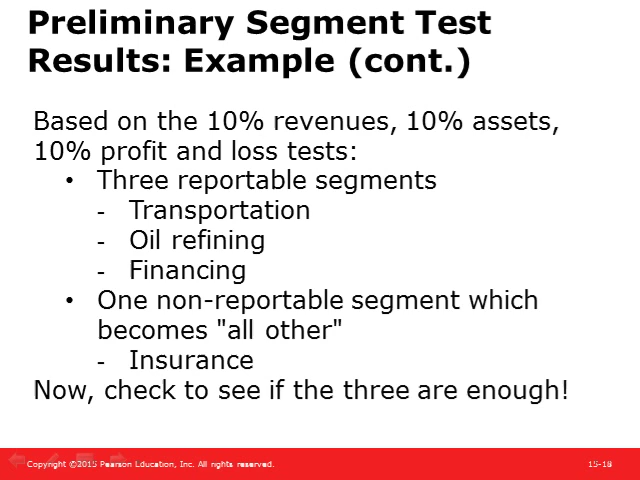 Preliminary Segment Test
Results: Example (cont.)
Based on the 10% revenues, 10% assets,
10% profit and loss tests:
• Three reportable segments
- Transportation
- Oil refining
- Financing
• One non-reportable segment which
becomes "all other"
- Insurance
Now, check to see if the three are enough!
Copyright ©2015 Pearson Education, Inc. All rights reserved.
15-18